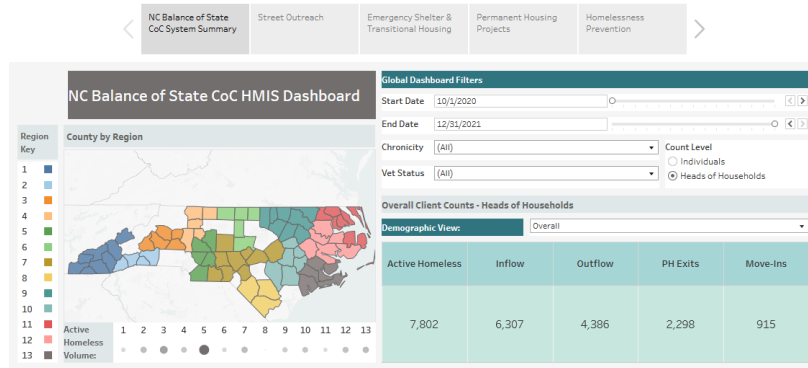 NC Balance of State
CoC System Summary
Street Outreach
Emergency Shelter &
Transitional Housing
Permanent Housing
Projects
Homelessness
Prevention
NC Balance of State CoC HMIS Dashboard
Global Dashboard Filters
Start Date
10/1/2020
End Date
12/31/2021
Chronicity
(All)
Vet Status
(All)
Count Level
Individuals
Heads of Households
Region
Key
1
2
3
4
5
6
7
8
9
10
11
12
13
County by Region
Active
Homeless
Volume:
1 2 3 4 5 6 7 8 9 10 11 12 13
Overall Client Counts - Heads of Households
Demographic View:
Overall
Active Homeless Inflow Outflow PH Exits Move-Ins
7,802 6,307 4,386 2,298 915